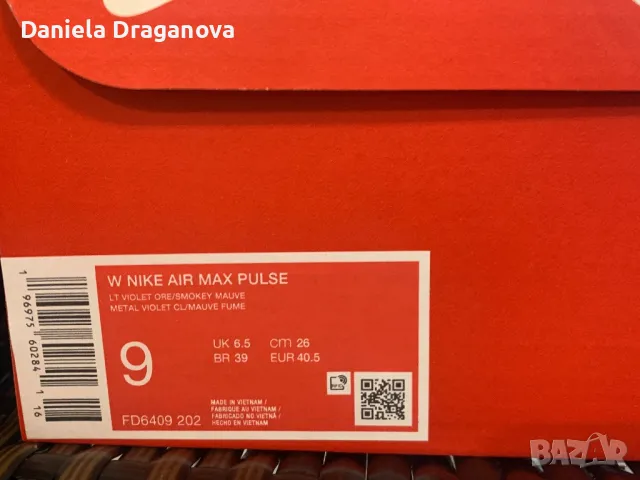 Daniela Draganova
W NIKE AIR MAX PULSE
LT VIOLET ORE/SMOKEY MAUVE
METAL VIOLET CL/MAUVE FUME
9
UK 6.5 cm 26
BR 39 EUR 40.5
MADE IN VIETNAM /
FABRIQUE AU VIETNAM /
FABRICADO NO VIETNÃ /
HECHO EN VIETNAM
FD6409 202
1 96975 60284 1 16
BAZAR